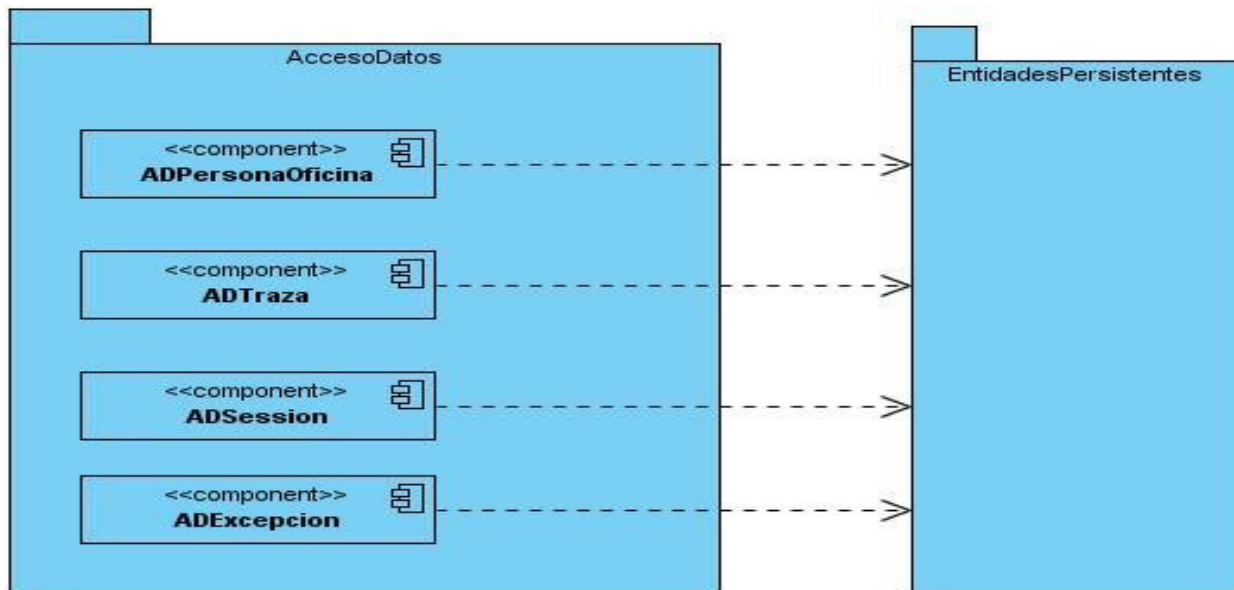 AccesoDatos
EntidadesPersistentes
<<component>>
ADPersonaOficina
<<component>>
ADTraza
<<component>>
ADSession
<<component>>
ADExcepcion